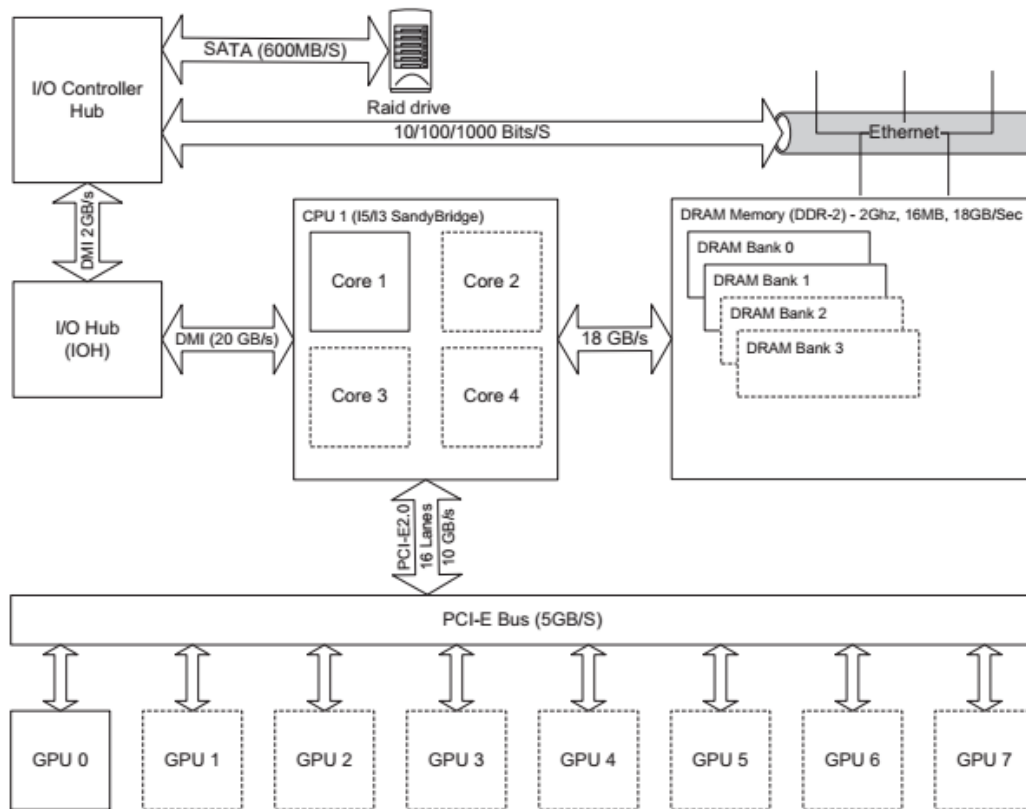 SATA (600MB/S)
I/O Controller
Hub
Raid drive
10/100/1000 Bits/S
Ethernet
DMI 2GB/s
CPU 1 (I5/I3 SandyBridge)
Core 1
Core 2
Core 3
Core 4
DRAM Memory (DDR-2) - 2Ghz, 16MB, 18GB/Sec
DRAM Bank 0
DRAM Bank 1
DRAM Bank 2
DRAM Bank 3
I/O Hub
(IOH)
DMI (20 GB/s)
18 GB/s
PCI-E2.0
16 Lanes
10 GB/s
PCI-E Bus (5GB/S)
GPU 0
GPU 1
GPU 2
GPU 3
GPU 4
GPU 5
GPU 6
GPU 7